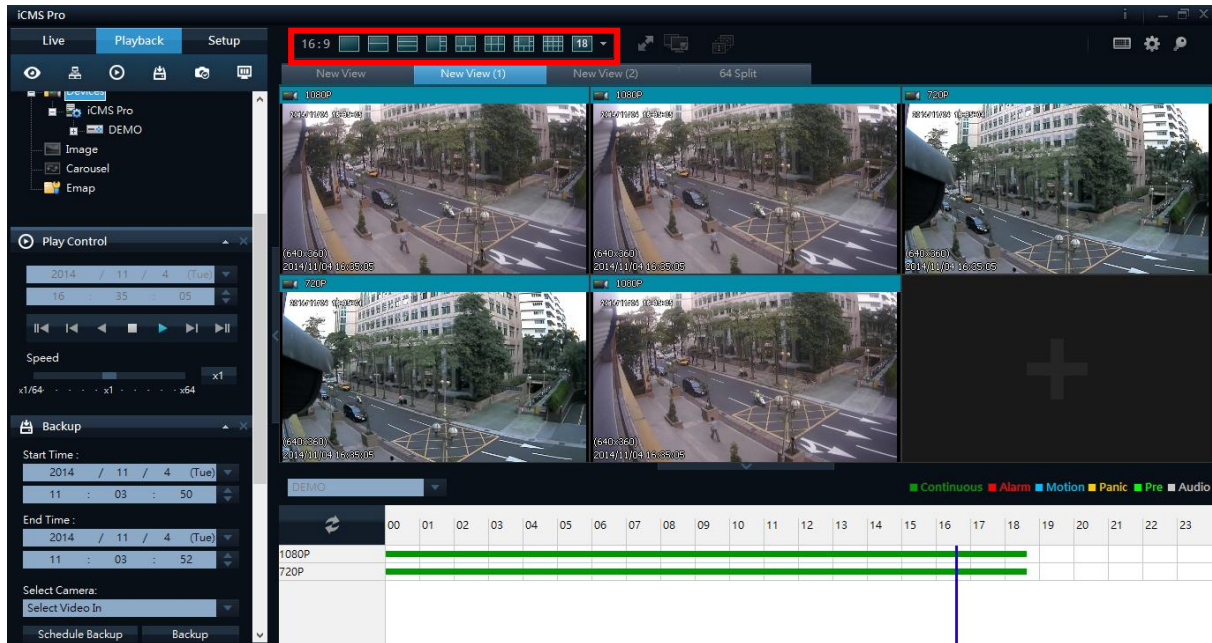 iCMS Pro
Live Playback Setup
16:9 18
New View New View (1) New View (2) 64 Split
Devices
iCMS Pro
DEMO
Image
Carousel
Emap
1080P 1080P 720P
(640x360) (640x360)
2014/11/04 16:35:05 2014/11/04 16:35:05 2014/11/04 16:35:05
720P 1080P
(640x360) (640x360)
2014/11/04 16:35:05 2014/11/04 16:35:05
Play Control
2014 / 11 / 4 (Tue)
16 : 35 : 05
Speed
x1
x1/64 x1 x64
Backup
Start Time :
2014 / 11 / 4 (Tue)
11 : 03 : 50
End Time :
2014 / 11 / 4 (Tue)
11 : 03 : 52
Select Camera:
Select Video In
Schedule Backup Backup
DEMO
Continuous Alarm Motion Panic Pre Audio
00 01 02 03 04 05 06 07 08 09 10 11 12 13 14 15 16 17 18 19 20 21 22 23
1080P
720P